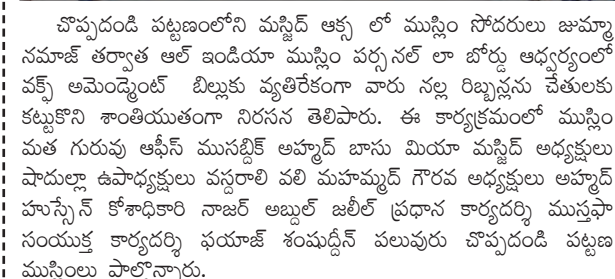 చొప్పదండి పట్టణంలోని మస్జిద్ ఆక్స లో ముస్లిం సోదరులు జుమ్మా
నమాజ్ తర్వాత ఆల్ ఇండియా ముస్లిం పర్సనల్ లా బోర్డు ఆధ్వర్యంలో
వక్ఫ్ అమెండ్మెంట్ బిల్లుకు వ్యతిరేకంగా వారు నల్ల రిబ్బన్లను చేతులకు
కట్టుకొని శాంతియుతంగా నిరసన తెలిపారు. ఈ కార్యక్రమంలో ముస్లిం
మత గురువు ఆఫీస్ ముసబ్దిక్ అహ్మద్ బాసు మియా మస్జిద్ అధ్యక్షులు
షాదుల్లా ఉపాధ్యక్షులు వస్దరాలి వలి మహమ్మద్ గౌరవ అధ్యక్షులు అహ్మద్
హుస్సేన్ కోశాధికారి నాజర్ అబ్దుల్ జలీల్ ప్రధాన కార్యదర్శి ముస్తఫా
సంయుక్త కార్యదర్శి ఫయాజ్ శంషుద్దీన్ పలువురు చొప్పదండి పట్టణ
ముస్లింలు పాల్గొన్నారు.